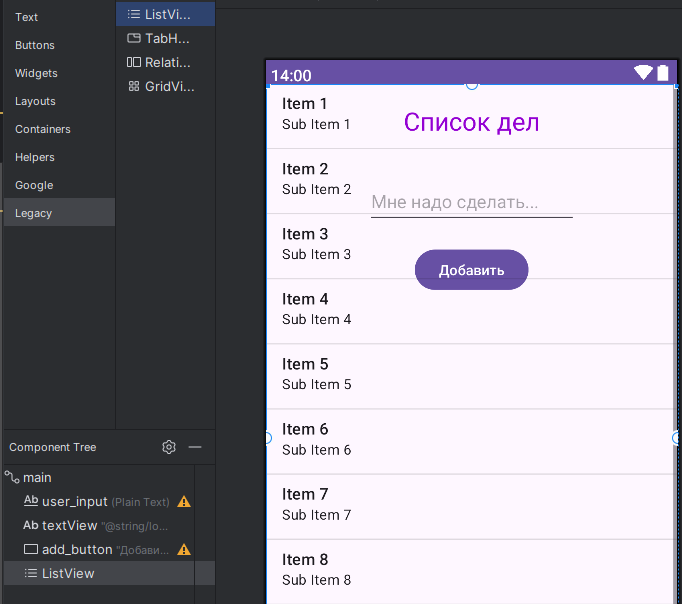 Text
Buttons
Widgets
Layouts
Containers
Helpers
Google
Legacy
ListVi...
TabH...
Relati...
GridVi...
Component Tree
main
Ab user_input (Plain Text)
Ab textView "@string/lo...
add_button "Добави...
ListView
14:00
Item 1
Sub Item 1
Список дел
Item 2
Sub Item 2
Мне надо сделать...
Item 3
Sub Item 3
Добавить
Item 4
Sub Item 4
Item 5
Sub Item 5
Item 6
Sub Item 6
Item 7
Sub Item 7
Item 8
Sub Item 8